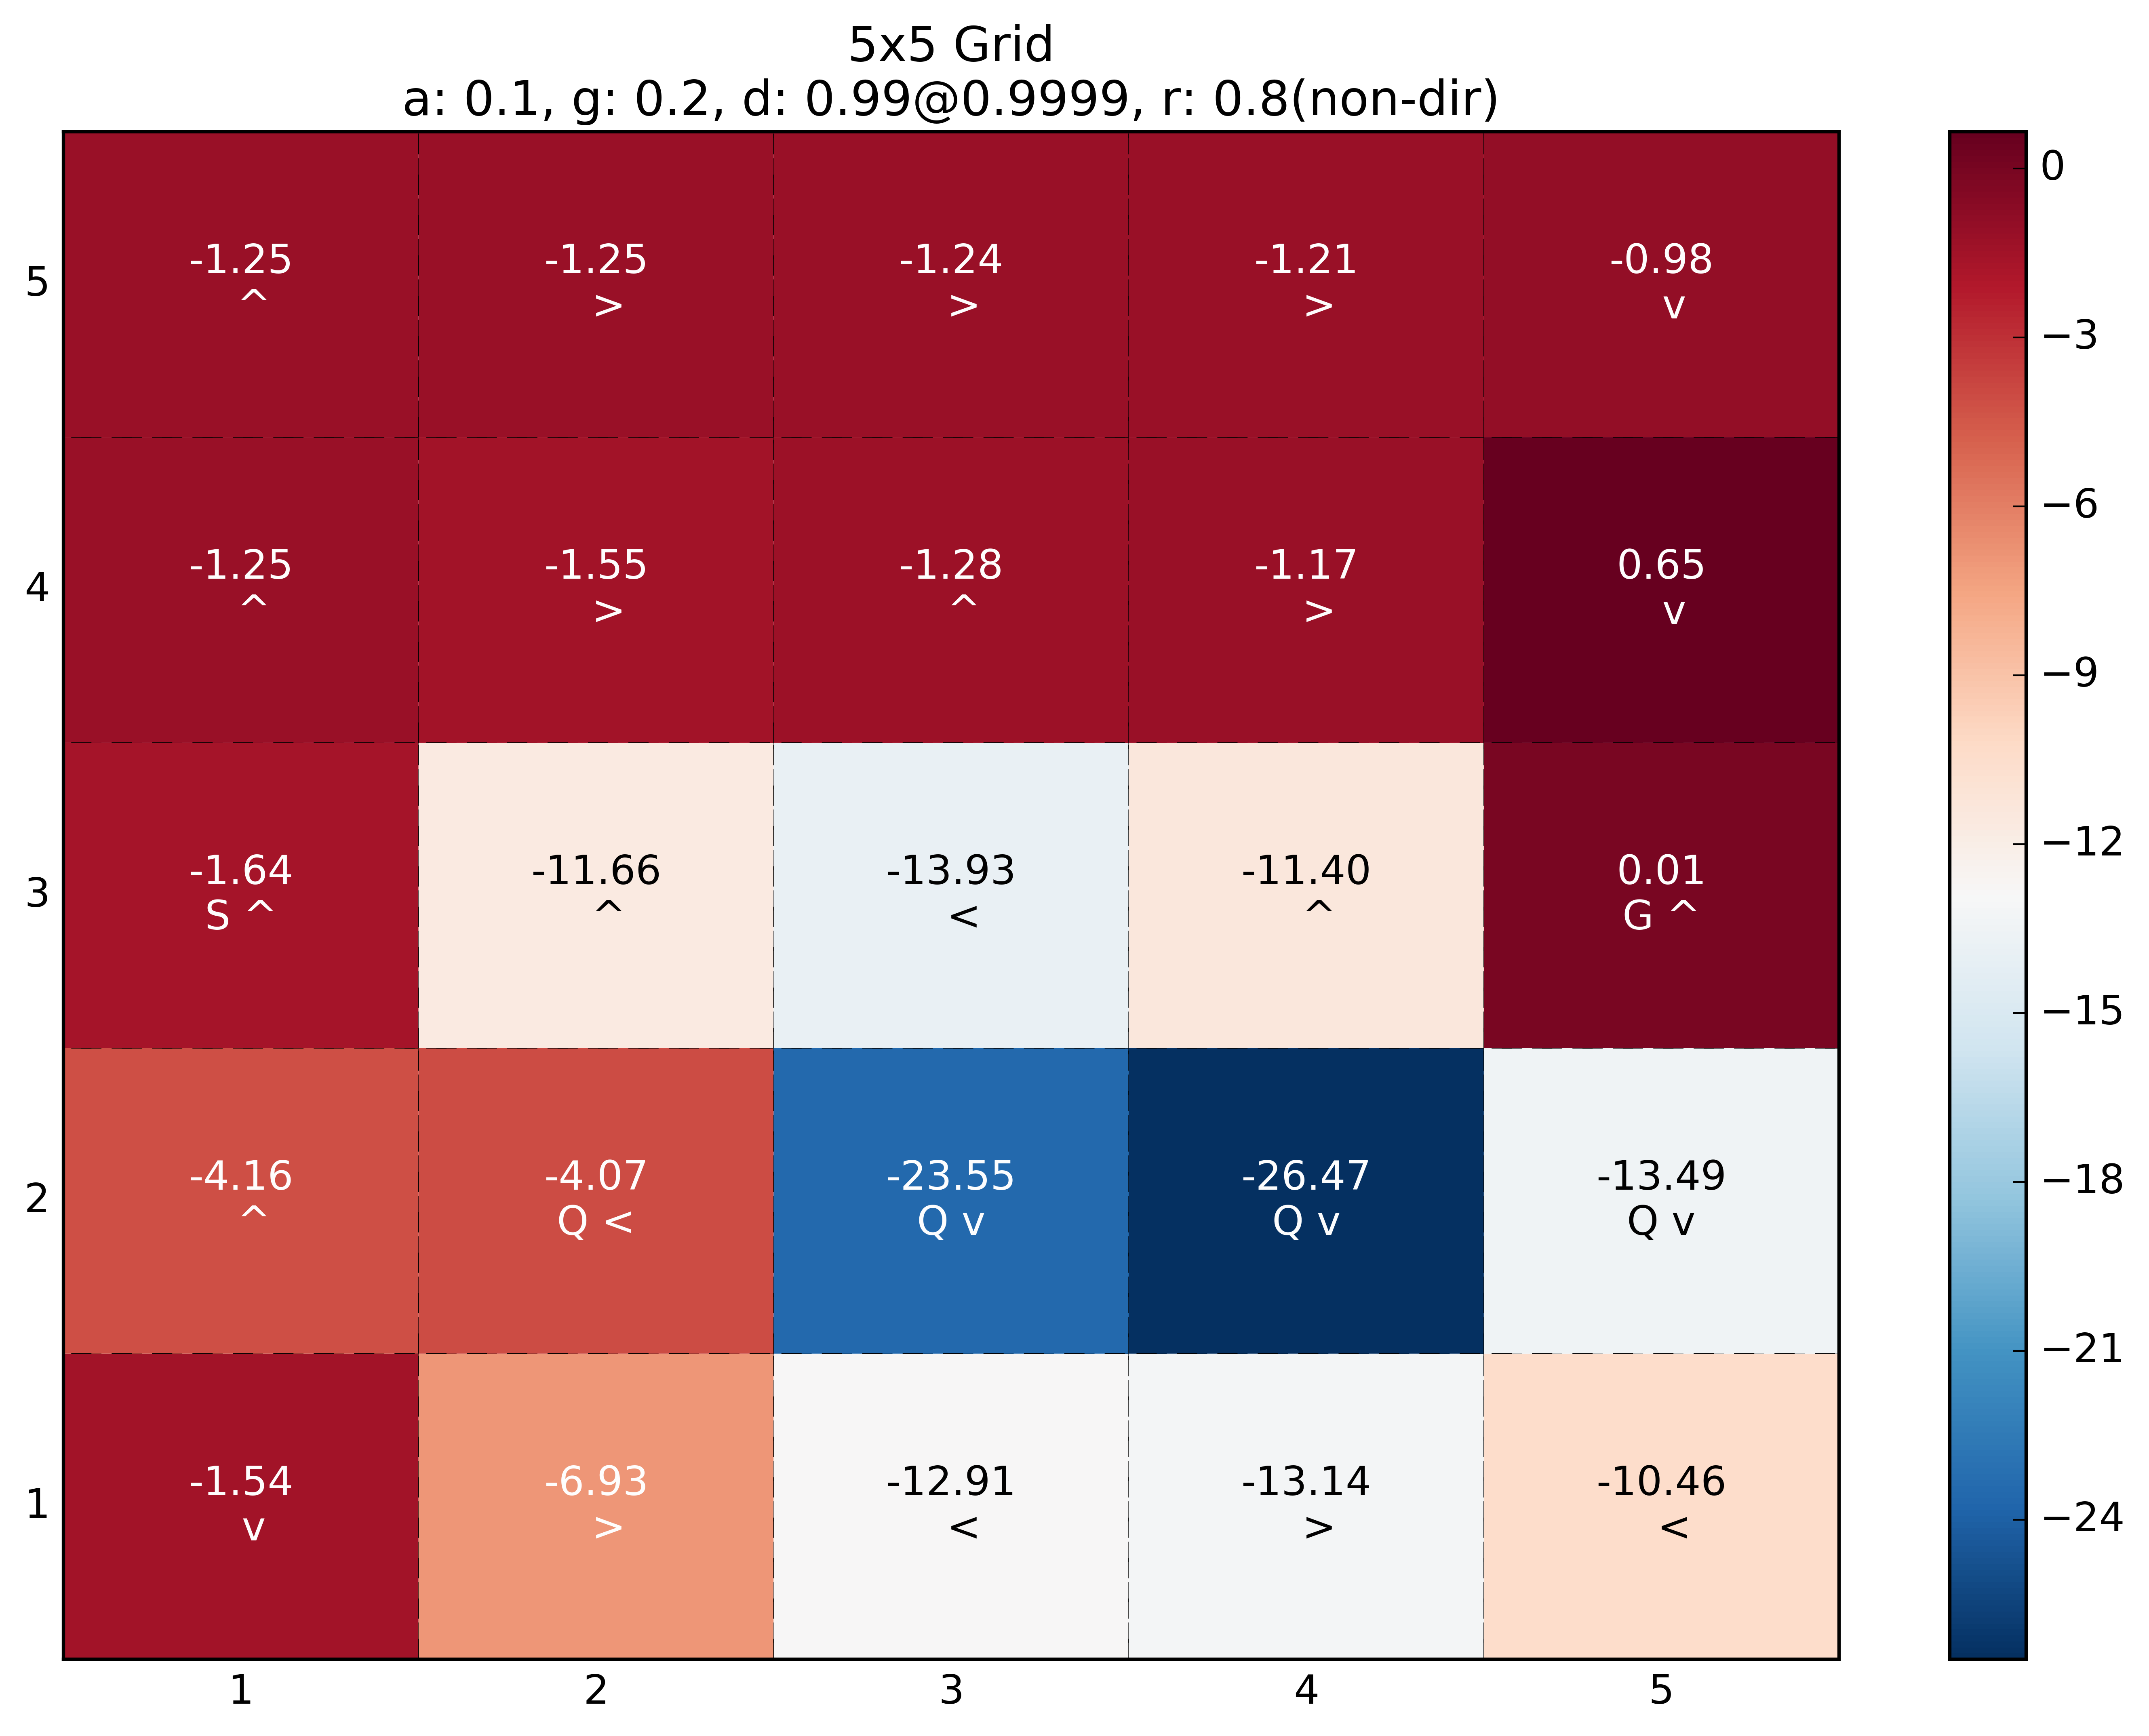 5x5 Grid
a: 0.1, g: 0.2, d: 0.99@0.9999, r: 0.8(non-dir)
5 -1.25 -1.25 -1.24 -1.21 -0.98
^ > > > v
4 -1.25 -1.55 -1.28 -1.17 0.65
^ > ^ > v
3 -1.64 -11.66 -13.93 -11.40 0.01
S ^ ^ < ^ G ^
2 -4.16 -4.07 -23.55 -26.47 -13.49
^ Q < Q v Q v Q v
1 -1.54 -6.93 -12.91 -13.14 -10.46
v > < > <
1 2 3 4 5
0
−3
−6
−9
−12
−15
−18
−21
−24